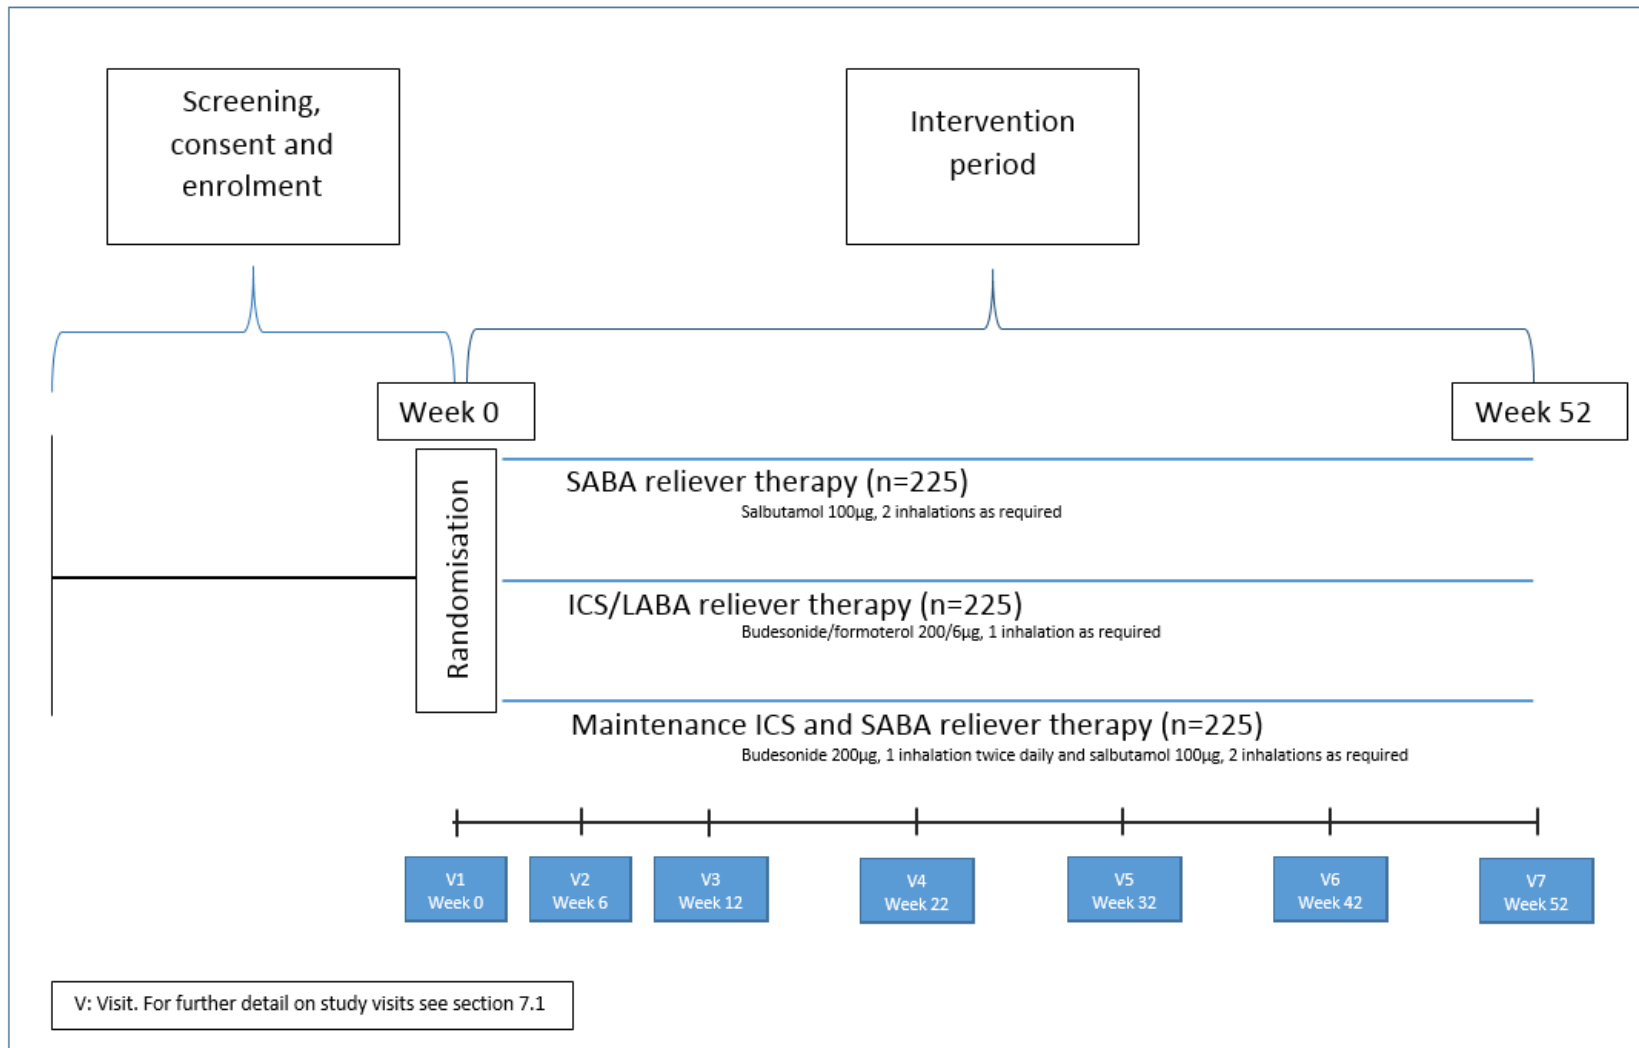 Screening,
consent and
enrolment
Intervention
period
Week 0
Week 52
Randomisation
SABA reliever therapy (n=225)
Salbutamol 100µg, 2 inhalations as required
ICS/LABA reliever therapy (n=225)
Budesonide/formoterol 200/6µg, 1 inhalation as required
Maintenance ICS and SABA reliever therapy (n=225)
Budesonide 200µg, 1 inhalation twice daily and salbutamol 100µg, 2 inhalations as required
V1
Week 0
V2
Week 6
V3
Week 12
V4
Week 22
V5
Week 32
V6
Week 42
V7
Week 52
V: Visit. For further detail on study visits see section 7.1